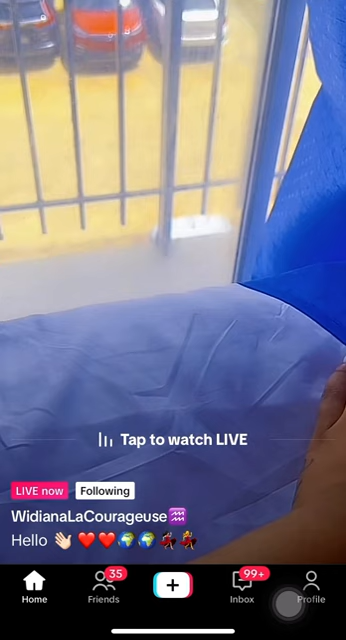 Tap to watch LIVE
LIVE now Following
WidianaLaCourageuse♒
Hello 👋🏻 ❤️❤️🌍🌍💃🏿💃🏿
35
99+
Home Friends Inbox Profile